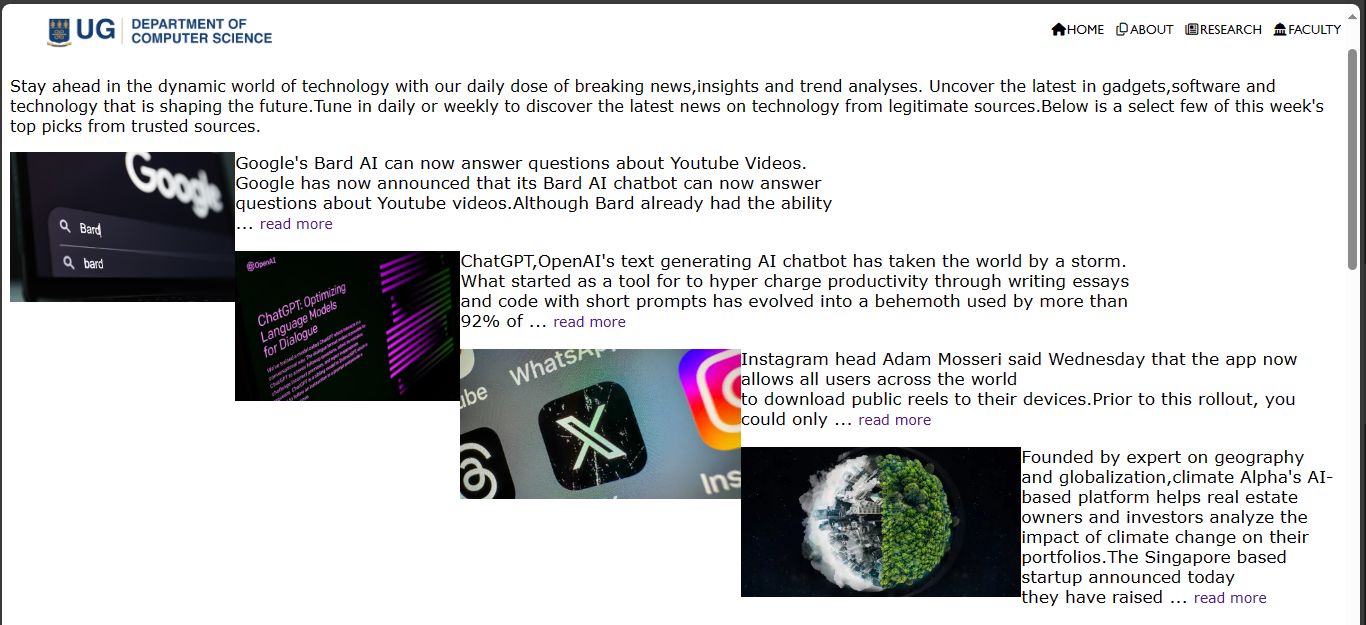 UG DEPARTMENT OF
COMPUTER SCIENCE
HOME ABOUT RESEARCH FACULTY
Stay ahead in the dynamic world of technology with our daily dose of breaking news,insights and trend analyses. Uncover the latest in gadgets,software and
technology that is shaping the future.Tune in daily or weekly to discover the latest news on technology from legitimate sources.Below is a select few of this week's
top picks from trusted sources.
Google
Bard
bard
Google's Bard AI can now answer questions about Youtube Videos.
Google has now announced that its Bard AI chatbot can now answer
questions about Youtube videos.Although Bard already had the ability
... read more
OpenAI
ChatGPT: Optimizing
Language Models
for Dialogue
ChatGPT,OpenAI's text generating AI chatbot has taken the world by a storm.
What started as a tool for to hyper charge productivity through writing essays
and code with short prompts has evolved into a behemoth used by more than
92% of ... read more
WhatsApp
Instagram head Adam Mosseri said Wednesday that the app now
allows all users across the world
to download public reels to their devices.Prior to this rollout, you
could only ... read more
Founded by expert on geography
and globalization,climate Alpha's AI-
based platform helps real estate
owners and investors analyze the
impact of climate change on their
portfolios.The Singapore based
startup announced today
they have raised ... read more